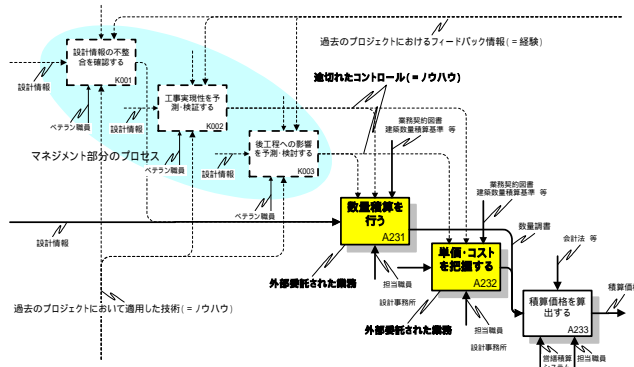 過去のプロジェクトにおけるフィードバック情報(=経験)
設計情報の不整
合を確認する
K001
設計情報
ベテラン職員
工事実現性を予
測・検証する
K002
設計情報
ベテラン職員
途切れたコントロール(=ノウハウ)
後工程への影響
を予測・検討する
K003
設計情報
ベテラン職員
マネジメント部分のプロセス
業務契約図書
建築数量積算基準 等
数量積算を
行う
A231
設計情報
外部委託された業務
担当職員
設計事務所
業務契約図書
建築数量積算基準 等
数量調書
単価・コスト
を把握する
A232
外部委託された業務
担当職員
設計事務所
会計法 等
積算価格を算
出する
A233
積算価格
営繕積算
システム
担当職員
過去のプロジェクトにおいて適用した技術(=ノウハウ)